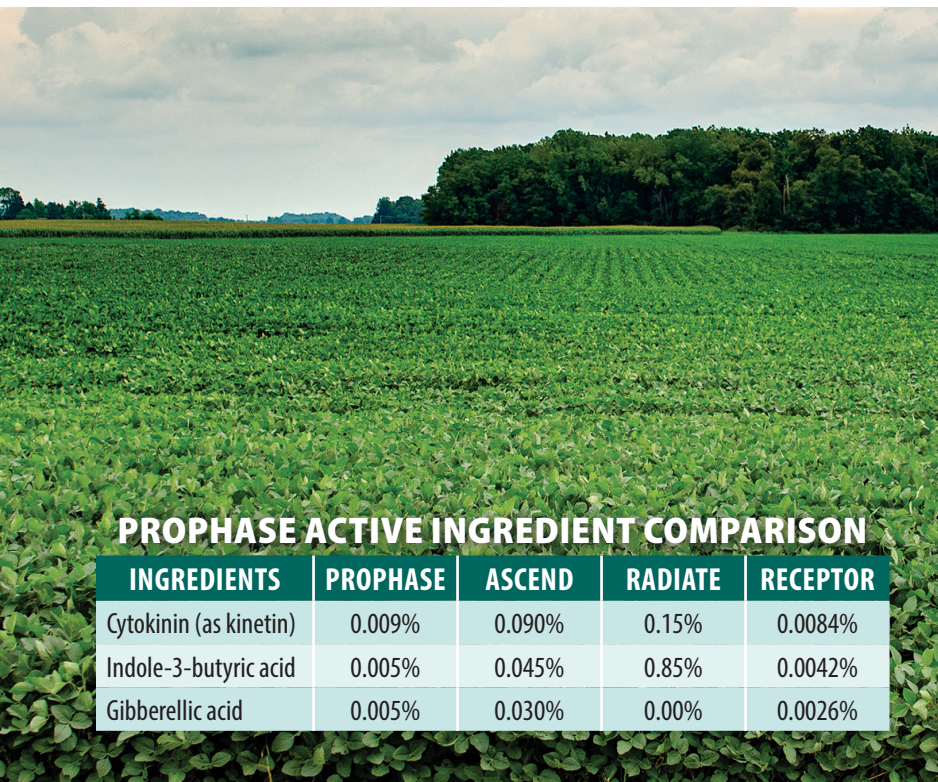 PROPHASE ACTIVE INGREDIENT COMPARISON
INGREDIENTS PROPHASE ASCEND RADIATE RECEPTOR
Cytokinin (as kinetin) 0.009% 0.090% 0.15% 0.0084%
Indole-3-butyric acid 0.005% 0.045% 0.85% 0.0042%
Gibberellic acid 0.005% 0.030% 0.00% 0.0026%